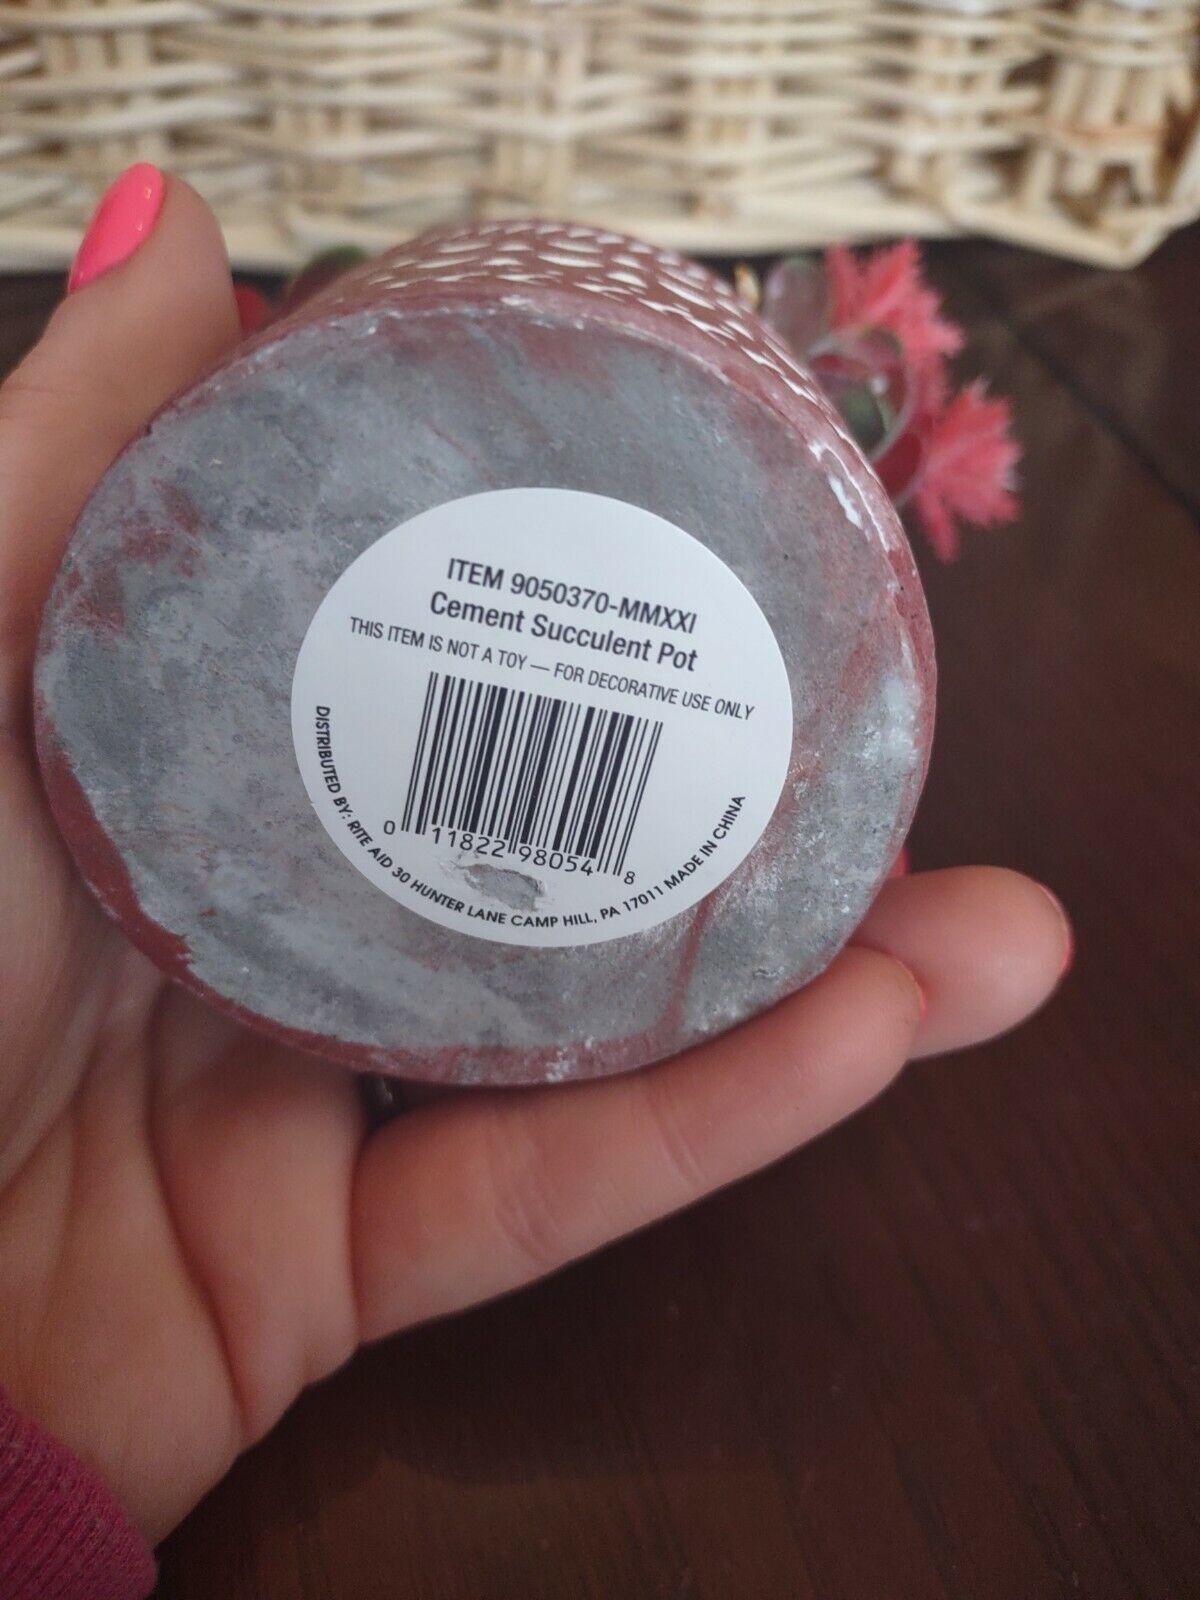 ITEM 9050370-MMXXI
Cement Succulent Pot
THIS ITEM IS NOT A TOY — FOR DECORATIVE USE ONLY
0 11822 98054 8
DISTRIBUTED BY: RITE AID 30 HUNTER LANE CAMP HILL, PA 17011 MADE IN CHINA